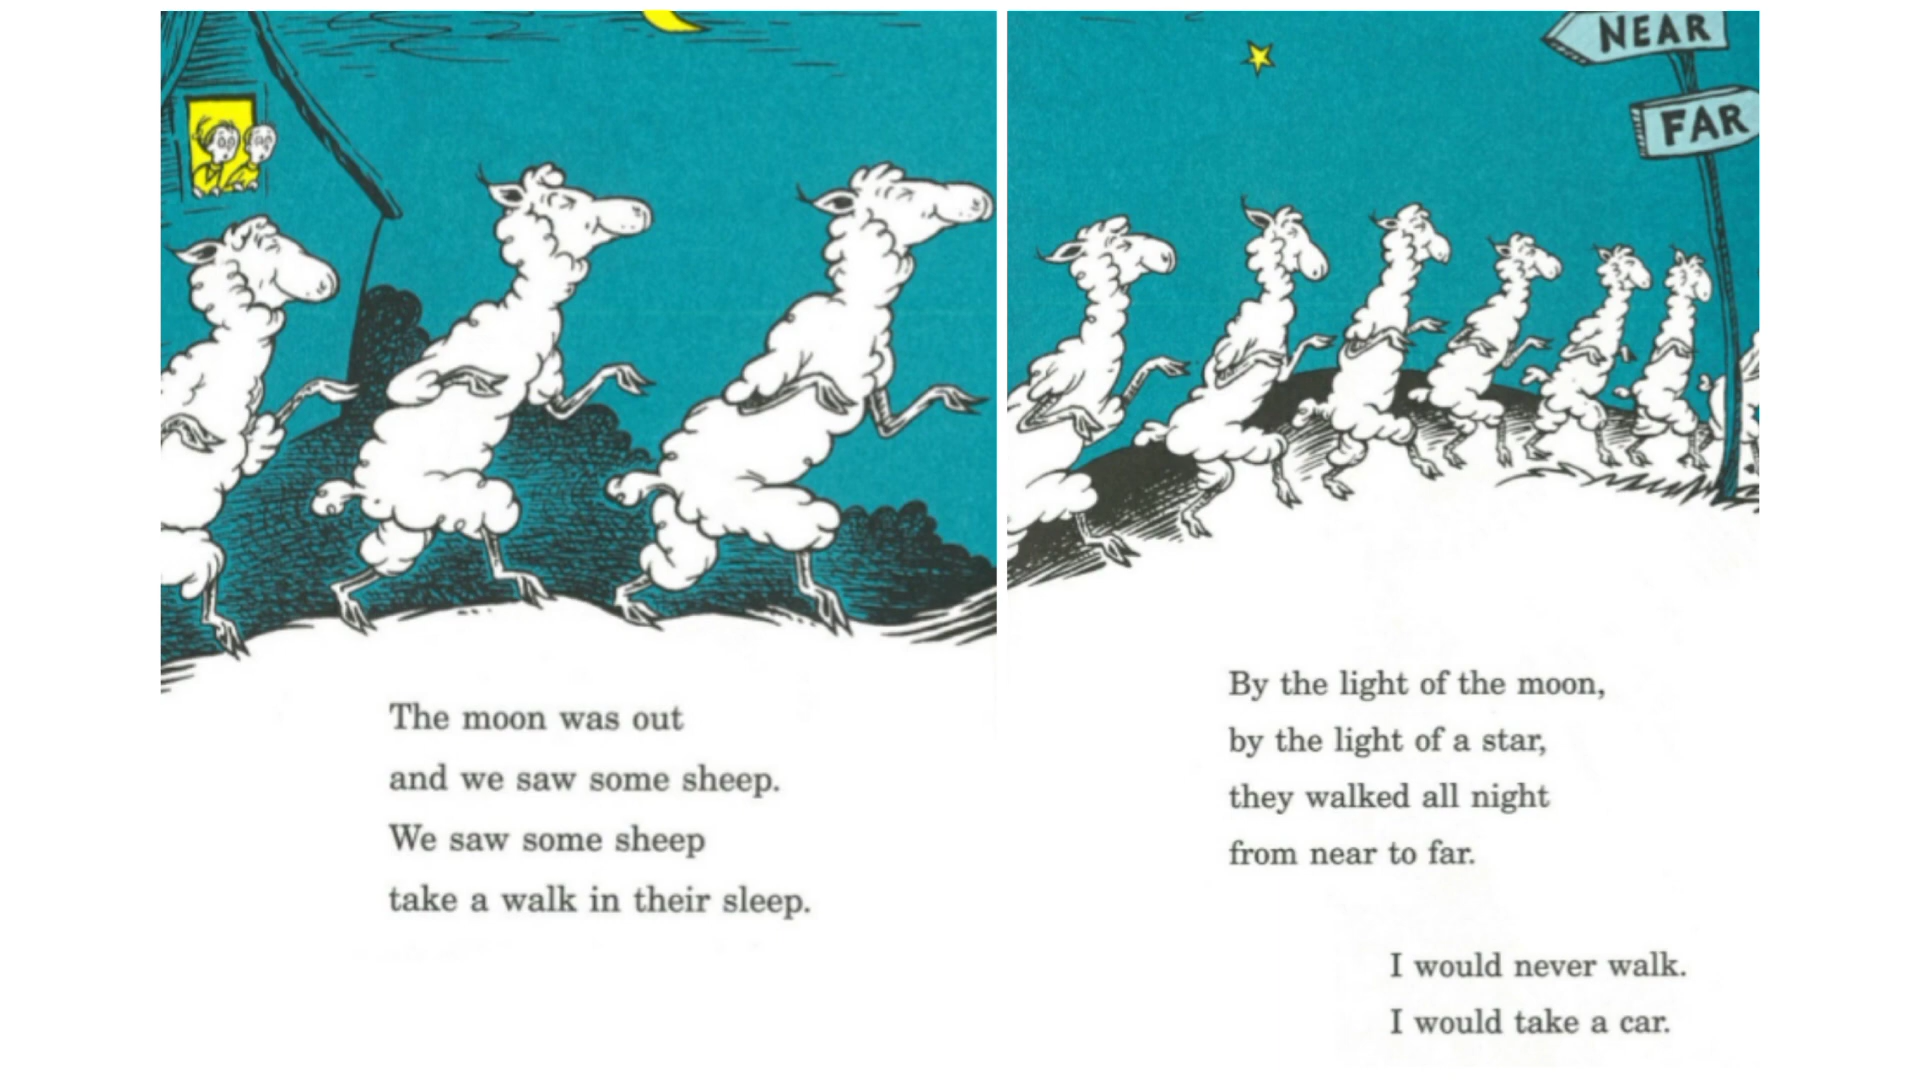 The moon was out
and we saw some sheep.
We saw some sheep
take a walk in their sleep.
NEAR
FAR
By the light of the moon,
by the light of a star,
they walked all night
from near to far.
I would never walk.
I would take a car.